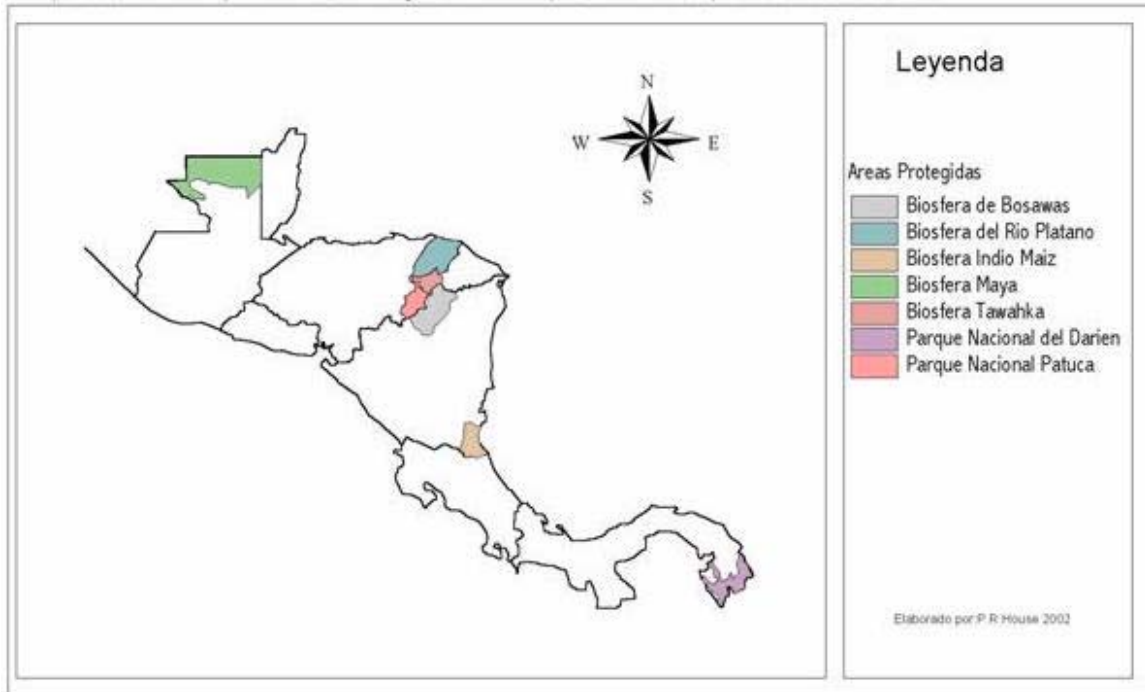 N
W E
S
Leyenda
Areas Protegidas
Biosfera de Bosawas
Biosfera del Rio Platano
Biosfera Indio Maiz
Biosfera Maya
Biosfera Tawahka
Parque Nacional del Darien
Parque Nacional Patuca
Elaborado por:P R House 2002